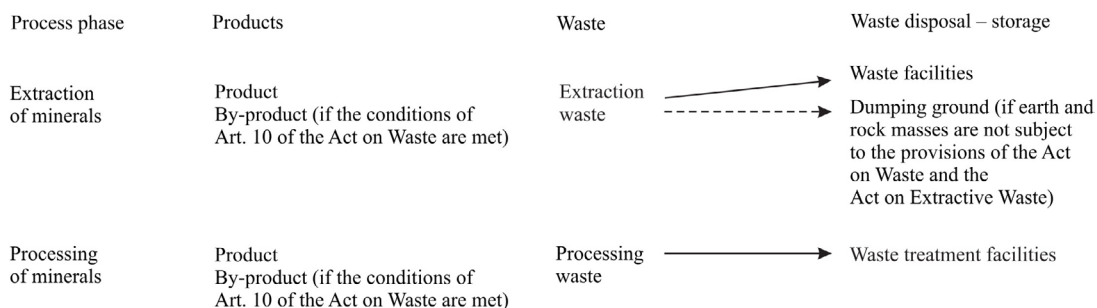 Process phase
Products
Waste
Waste disposal – storage
Extraction
of minerals
Product
By-product (if the conditions of
Art. 10 of the Act on Waste are met)
Extraction
waste
Waste facilities
Dumping ground (if earth and
rock masses are not subject
to the provisions of the Act
on Waste and the
Act on Extractive Waste)
Processing
of minerals
Product
By-product (if the conditions of
Art. 10 of the Act on Waste are met)
Processing
waste
Waste treatment facilities